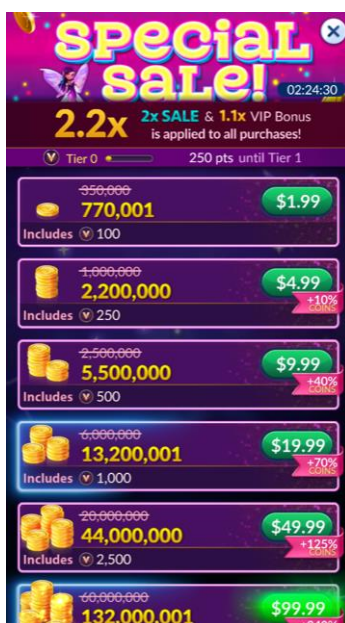 SPeciaL
SaLe!
02:24:30
2.2x 2x SALE & 1.1x VIP Bonus
is applied to all purchases!
V Tier 0 250 pts until Tier 1
350,000
770,001
$1.99
Includes V 100
1,000,000
2,200,000
$4.99
+10%
COINS
Includes V 250
2,500,000
5,500,000
$9.99
+40%
COINS
Includes V 500
6,000,000
13,200,001
$19.99
+70%
COINS
Includes V 1,000
20,000,000
44,000,000
$49.99
+125%
COINS
Includes V 2,500
60,000,000
132,000,001
$99.99